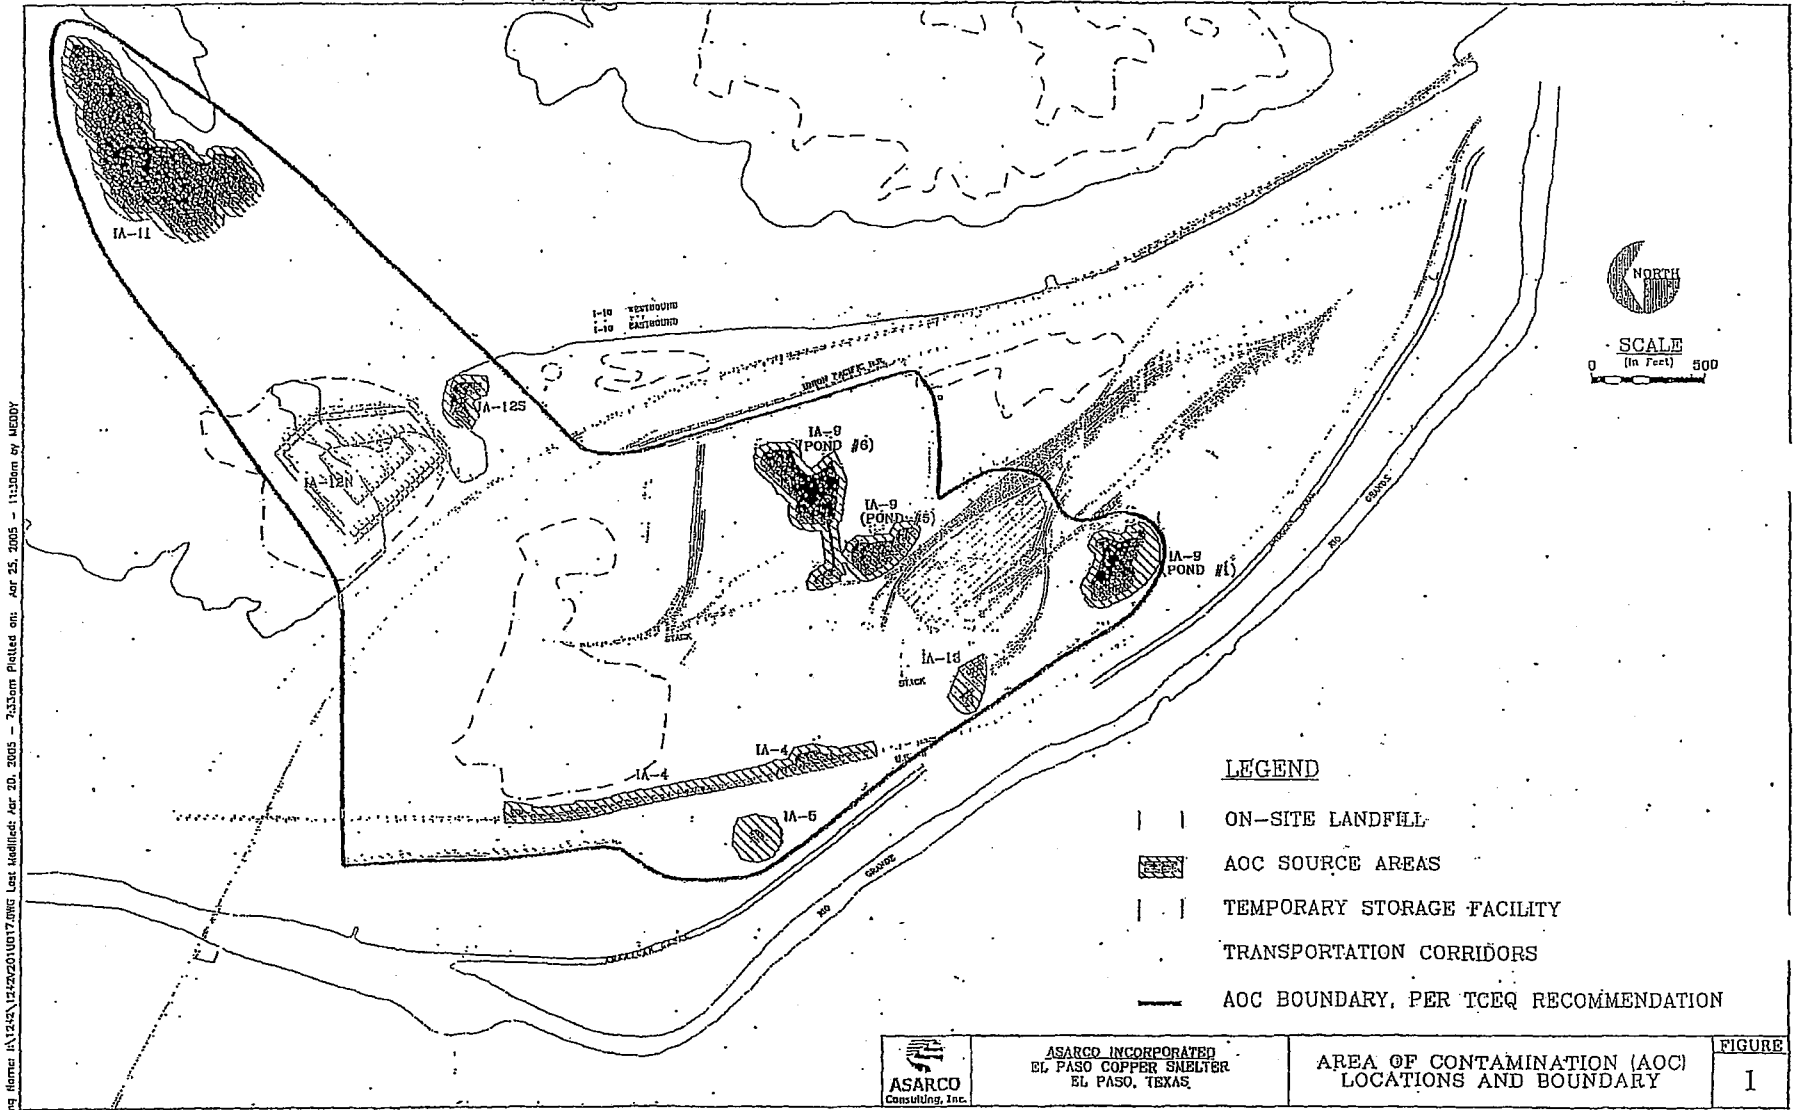 IA-11
I-10 WESTBOUND
I-10 EASTBOUND
NORTH
SCALE
(In Feet)
0 500
UNION PACIFIC R.R.
IA-12S
IA-12N
IA-9
(POND #6)
IA-9
(POND #5)
IA-9
(POND #1)
RIO GRANDE
STACK
IA-13
STACK
IA-4
IA-4
IA-5
RIO GRANDE
LEGEND
ON-SITE LANDFILL
AOC SOURCE AREAS
TEMPORARY STORAGE FACILITY
TRANSPORTATION CORRIDORS
AOC BOUNDARY, PER TCEQ RECOMMENDATION
ASARCO
Consulting, Inc.
ASARCO INCORPORATED
EL PASO COPPER SMELTER
EL PASO, TEXAS
AREA OF CONTAMINATION (AOC)
LOCATIONS AND BOUNDARY
FIGURE
1